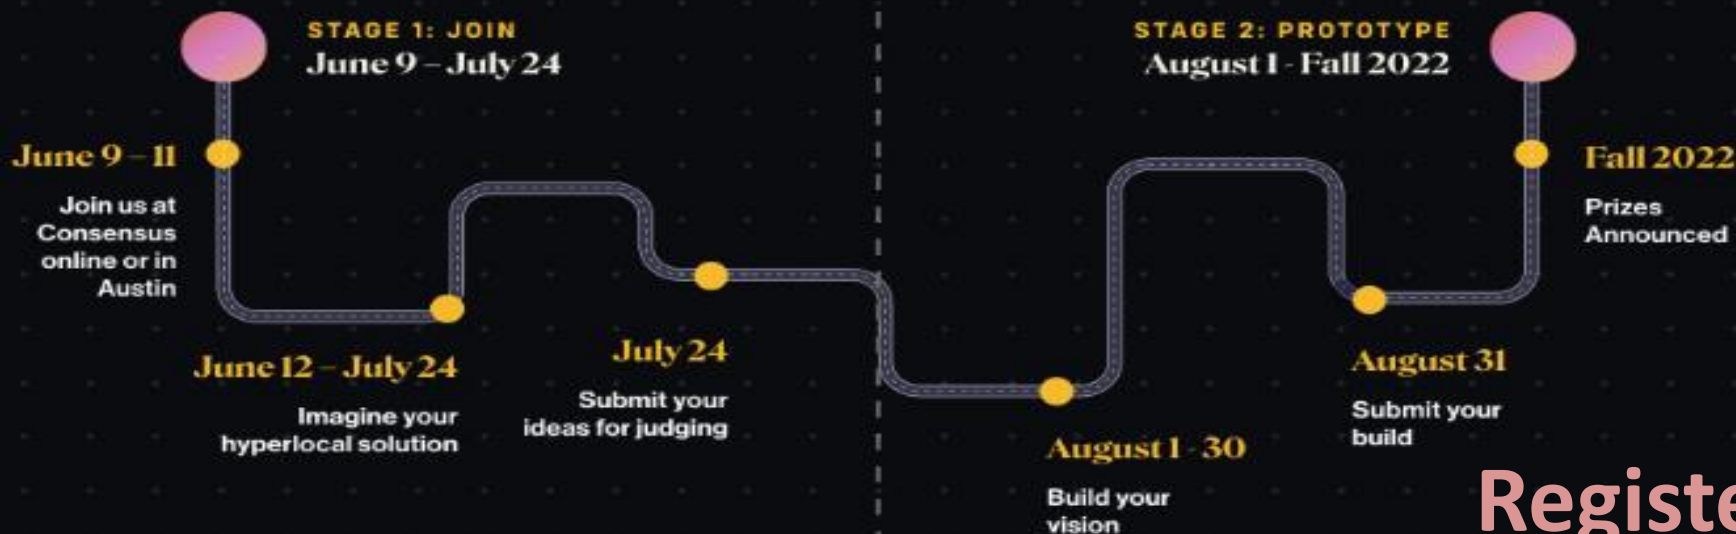 STAGE 1: JOIN
June 9 – July 24
June 9 – 11
Join us at
Consensus
online or in
Austin
June 12 – July 24
Imagine your
hyperlocal solution
July 24
Submit your
ideas for judging
STAGE 2: PROTOTYPE
August 1 - Fall 2022
August 1 - 30
Build your
vision
August 31
Submit your
build
Fall 2022
Prizes
Announced